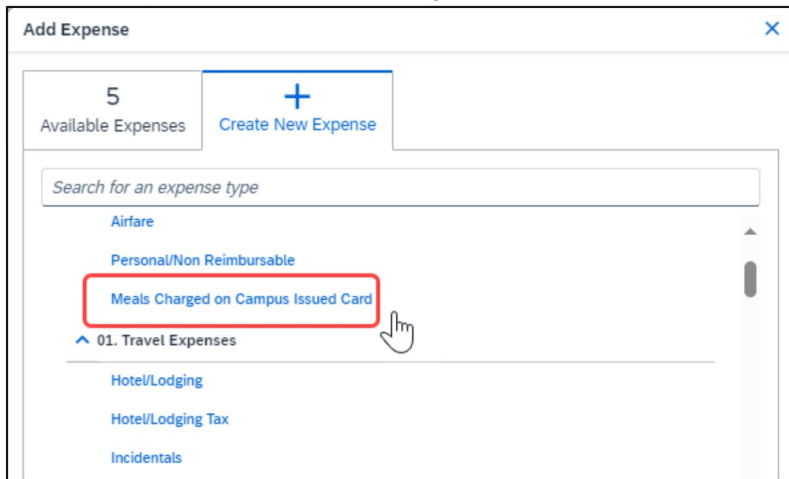 Add Expense
5
Available Expenses
Create New Expense
Search for an expense type
Airfare
Personal/Non Reimbursable
Meals Charged on Campus Issued Card
01. Travel Expenses
Hotel/Lodging
Hotel/Lodging Tax
Incidentals